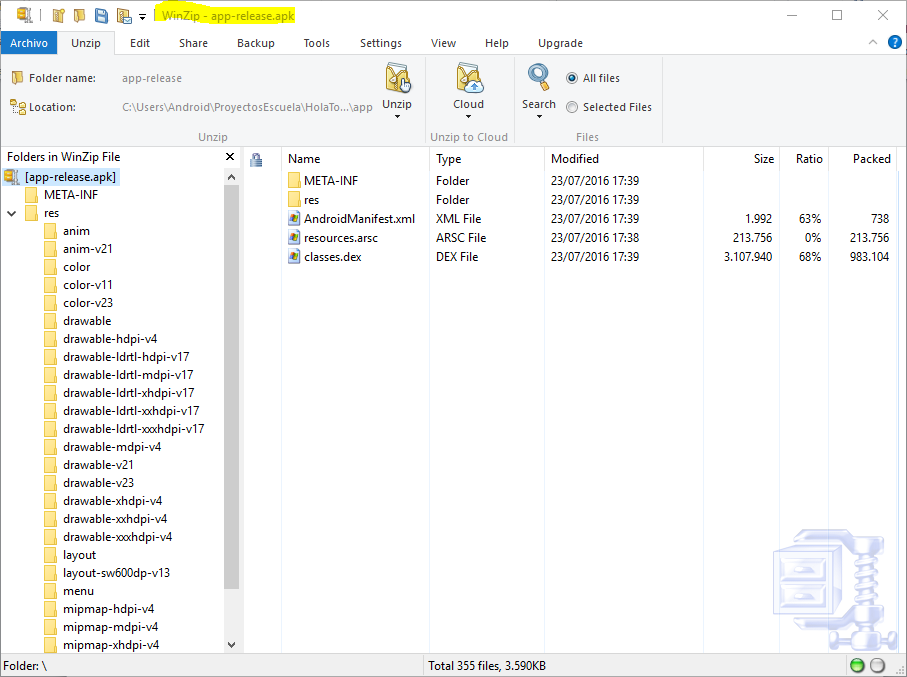 WinZip - app-release.apk
Archivo Unzip Edit Share Backup Tools Settings View Help Upgrade
Folder name: app-release
Location: C:\Users\Android\ProyectosEscuela\HolaTo...\app
Unzip
Unzip
Cloud
Unzip to Cloud
Search
All files
Selected Files
Files
Folders in WinZip File
[app-release.apk]
META-INF
res
anim
anim-v21
color
color-v11
color-v23
drawable
drawable-hdpi-v4
drawable-ldrtl-hdpi-v17
drawable-ldrtl-mdpi-v17
drawable-ldrtl-xhdpi-v17
drawable-ldrtl-xxhdpi-v17
drawable-ldrtl-xxxhdpi-v17
drawable-mdpi-v4
drawable-v21
drawable-v23
drawable-xhdpi-v4
drawable-xxhdpi-v4
drawable-xxxhdpi-v4
layout
layout-sw600dp-v13
menu
mipmap-hdpi-v4
mipmap-mdpi-v4
mipmap-xhdpi-v4
Name Type Modified Size Ratio Packed
META-INF Folder 23/07/2016 17:39
res Folder 23/07/2016 17:39
AndroidManifest.xml XML File 23/07/2016 17:39 1.992 63% 738
resources.arsc ARSC File 23/07/2016 17:38 213.756 0% 213.756
classes.dex DEX File 23/07/2016 17:39 3.107.940 68% 983.104
Folder: \
Total 355 files, 3.590KB